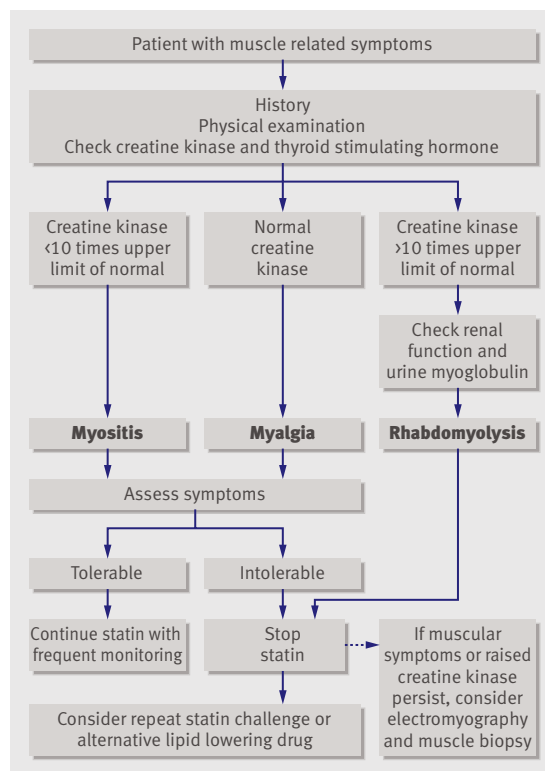 Patient with muscle related symptoms
History
Physical examination
Check creatine kinase and thyroid stimulating hormone
Creatine kinase
<10 times upper
limit of normal
Normal
creatine
kinase
Creatine kinase
>10 times upper
limit of normal
Check renal
function and
urine myoglobulin
Myositis
Myalgia
Rhabdomyolysis
Assess symptoms
Tolerable
Intolerable
Continue statin with
frequent monitoring
Stop
statin
If muscular
symptoms or raised
creatine kinase
persist, consider
electromyography
and muscle biopsy
Consider repeat statin challenge or
alternative lipid lowering drug